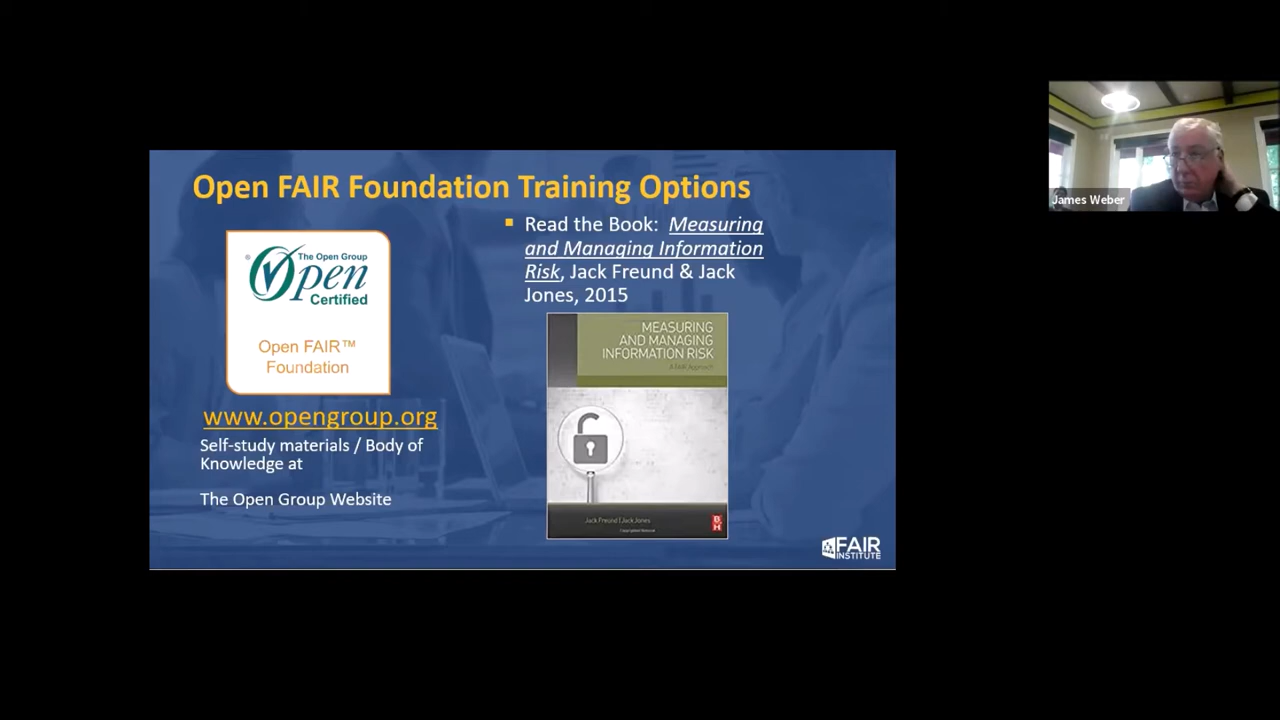 Open FAIR Foundation Training Options
The Open Group
Open
Certified
Open FAIR™
Foundation
www.opengroup.org
Self-study materials / Body of
Knowledge at
The Open Group Website
▪ Read the Book: Measuring
and Managing Information
Risk, Jack Freund & Jack
Jones, 2015
MEASURING
AND MANAGING
INFORMATION RISK
A FAIR Approach
Jack Freund | Jack Jones
FAIR
INSTITUTE
James Weber